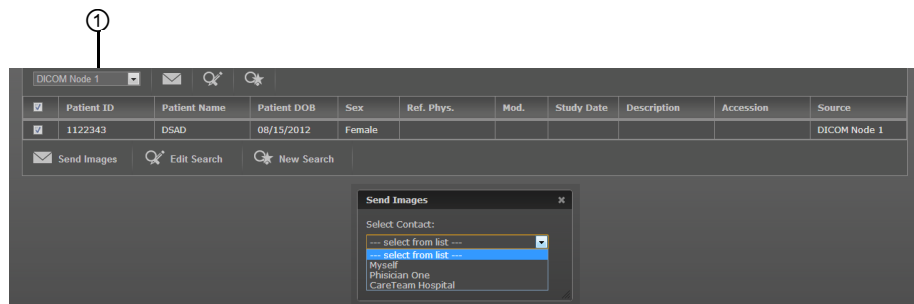 1
DICOM Node 1
Patient ID Patient Name Patient DOB Sex Ref. Phys. Mod. Study Date Description Accession Source
1122343 DSAD 08/15/2012 Female DICOM Node 1
Send Images Edit Search New Search
Send Images
Select Contact:
--- select from list ---
--- select from list ---
Myself
Phisician One
CareTeam Hospital